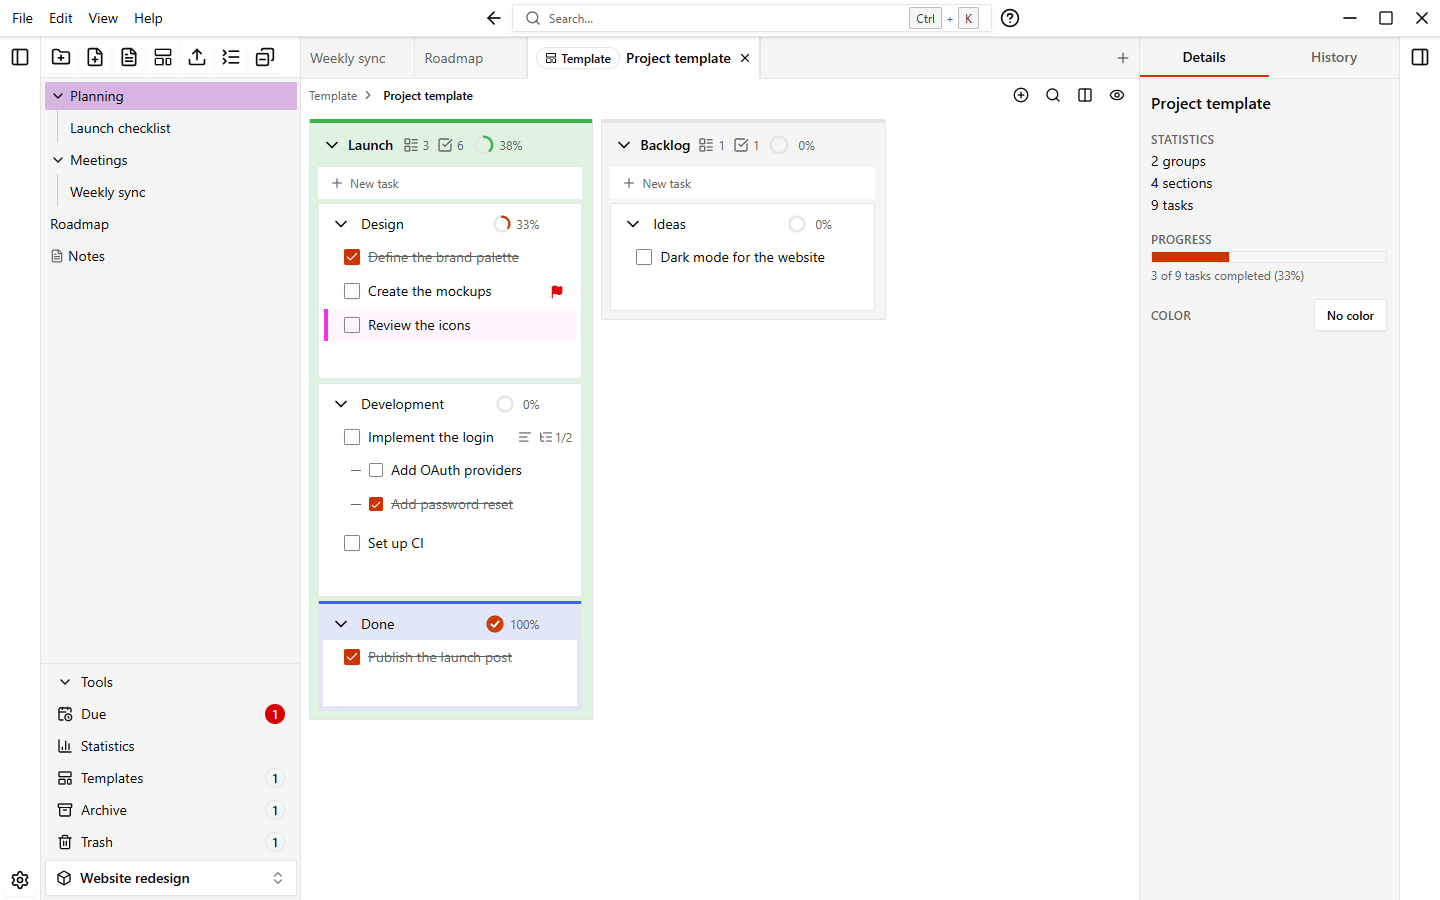 File Edit View Help
Search... Ctrl + K
Weekly sync Roadmap Template Project template
Details History
Planning
Launch checklist
Meetings
Weekly sync
Roadmap
Notes
Template Project template
Launch 3 6 38%
New task
Design 33%
Define the brand palette
Create the mockups
Review the icons
Development 0%
Implement the login 1/2
Add OAuth providers
Add password reset
Set up CI
Done 100%
Publish the launch post
Backlog 1 1 0%
New task
Ideas 0%
Dark mode for the website
Project template
STATISTICS
2 groups
4 sections
9 tasks
PROGRESS
3 of 9 tasks completed (33%)
COLOR No color
Tools
Due 1
Statistics
Templates 1
Archive 1
Trash 1
Website redesign